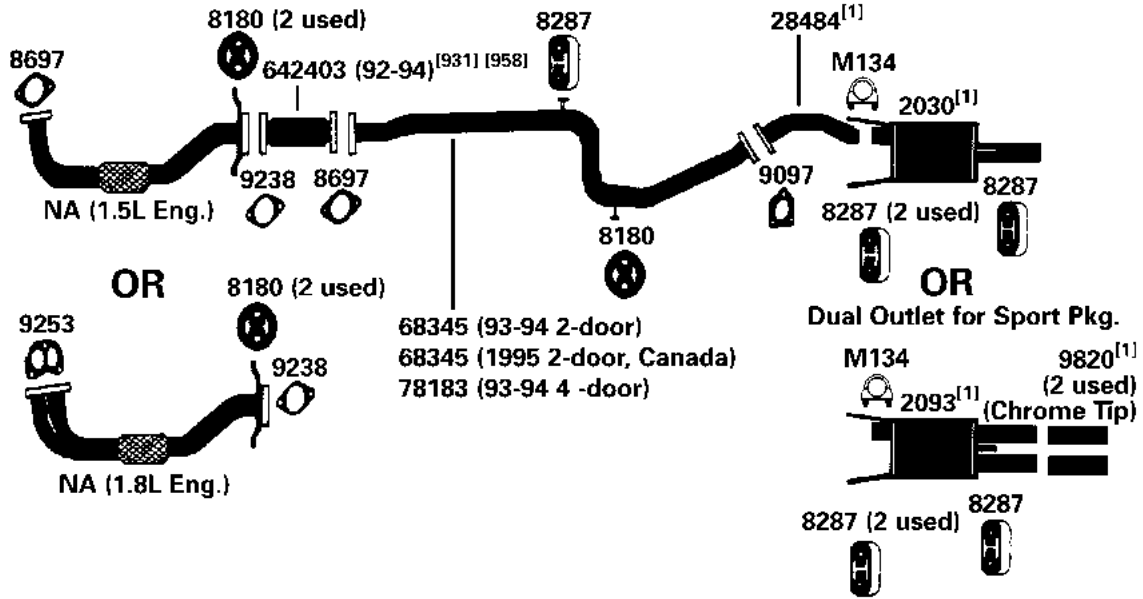 8180 (2 used)
8287
28484[1]
8697
642403 (92-94)[931] [958]
M134
2030[1]
9238
8697
9097
8287
NA (1.5L Eng.)
8287 (2 used)
8180
OR
8180 (2 used)
OR
Dual Outlet for Sport Pkg.
9253
68345 (93-94 2-door)
68345 (1995 2-door, Canada)
78183 (93-94 4 -door)
9238
M134
9820[1]
(2 used)
2093[1]
(Chrome Tip)
NA (1.8L Eng.)
8287 (2 used)
8287